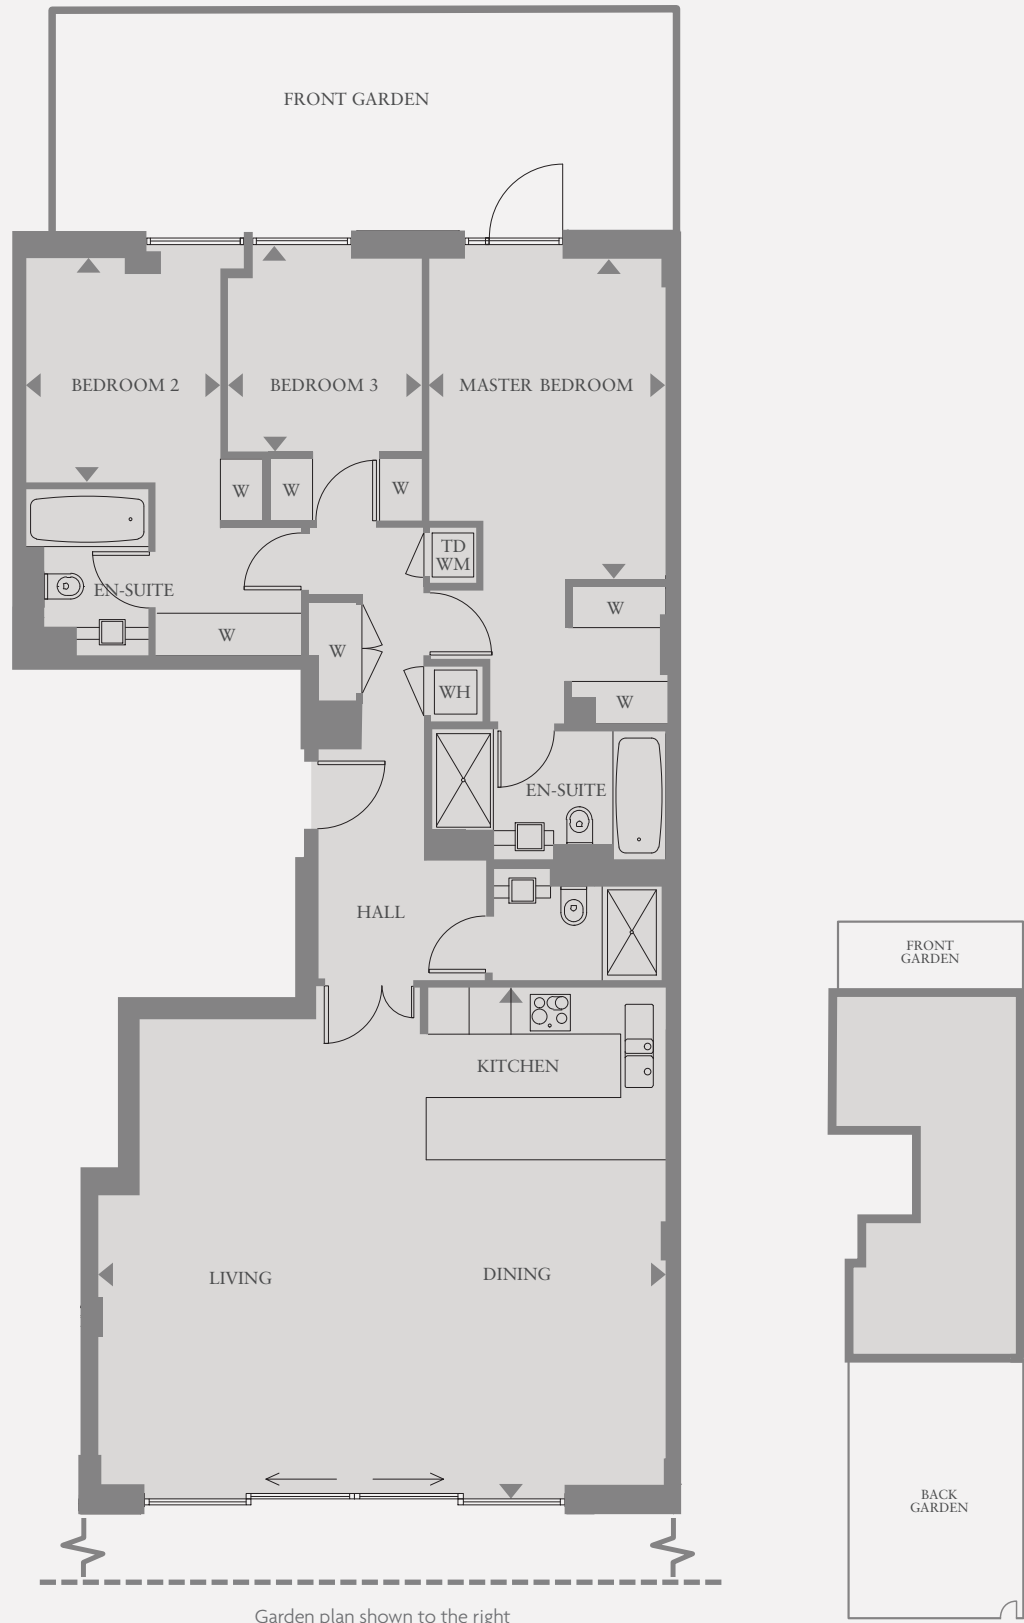 FRONT GARDEN
BEDROOM 2
BEDROOM 3
MASTER BEDROOM
W
W
W
TD
WM
EN-SUITE
W
W
W
WH
W
EN-SUITE
HALL
KITCHEN
LIVING
DINING
Garden plan shown to the right
FRONT
GARDEN
BACK
GARDEN